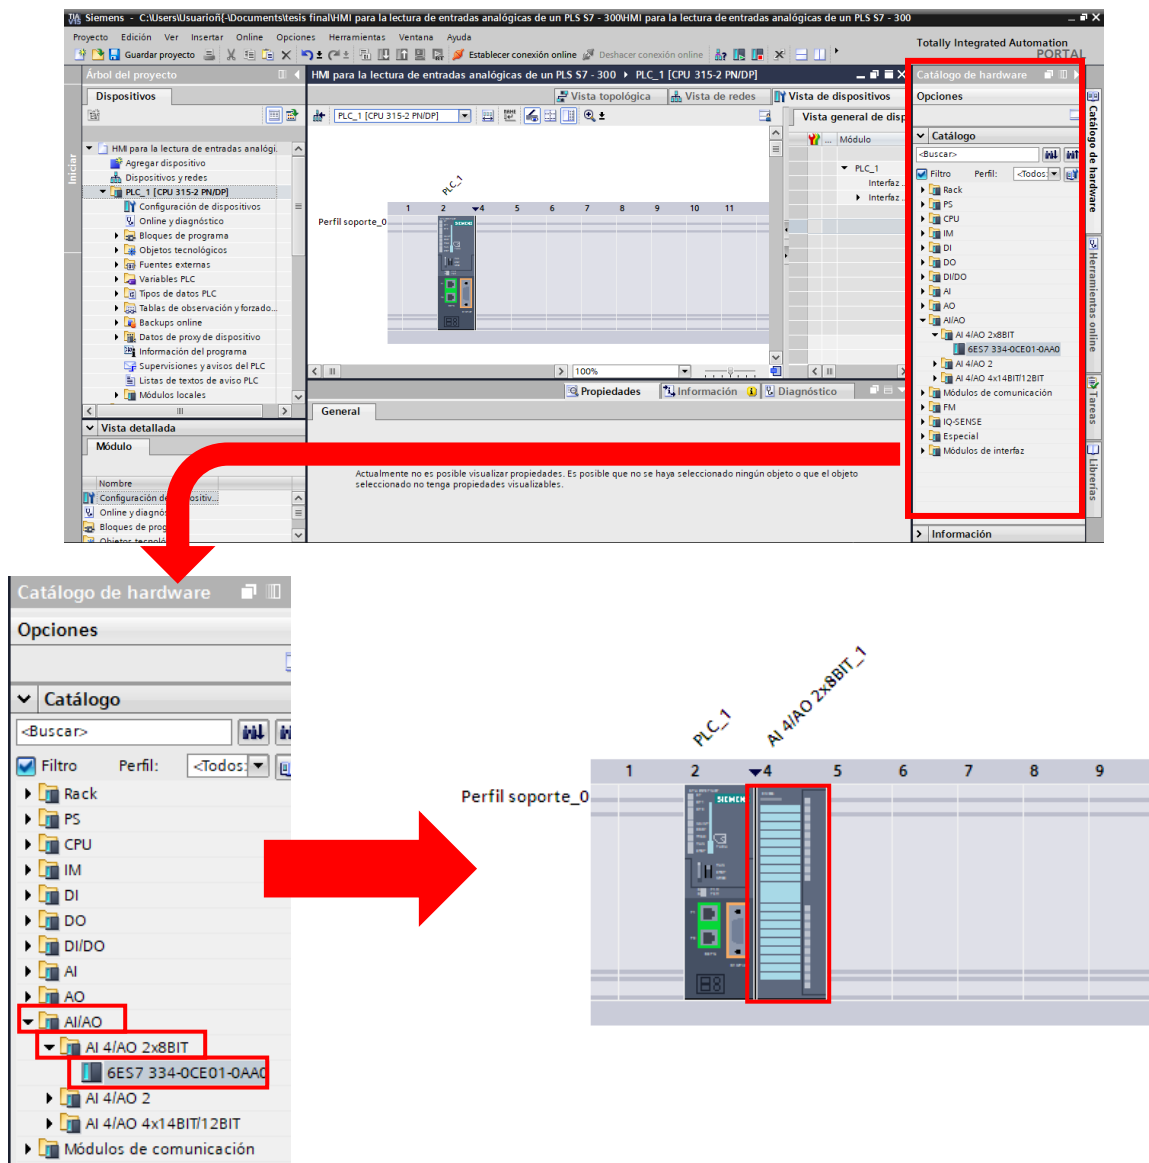 Siemens - C:\Users\Usuarioñ{-\Documents\tesis final\HMI para la lectura de entradas analógicas de un PLS S7 - 300\HMI para la lectura de entradas analógicas de un PLS S7 - 300
Proyecto Edición Ver Insertar Online Opciones Herramientas Ventana Ayuda
Totally Integrated Automation
PORTAL
Guardar proyecto
Establecer conexión online
Deshacer conexión online
Árbol del proyecto
HMI para la lectura de entradas analógicas de un PLS S7 - 300 PLC_1 [CPU 315-2 PN/DP]
Catálogo de hardware
Dispositivos
Vista topológica
Vista de redes
Vista de dispositivos
Opciones
PLC_1 [CPU 315-2 PN/DP]
Vista general de disp
Iniciar
HMI para la lectura de entradas analógi.
Agregar dispositivo
Dispositivos y redes
PLC_1 [CPU 315-2 PN/DP]
Configuración de dispositivos
Online y diagnóstico
Bloques de programa
Objetos tecnológicos
Fuentes externas
Variables PLC
Tipos de datos PLC
Tablas de observación y forzado...
Backups online
Datos de proxy de dispositivo
Información del programa
Supervisiones y avisos del PLC
Listas de textos de aviso PLC
Módulos locales
PLC_1
1 2 4 5 6 7 8 9 10 11
Perfil soporte_0
SIEMENS
100%
... Módulo
PLC_1
Interfaz ..
Interfaz ..
Catálogo
<Buscar>
Filtro Perfil: <Todos:
Rack
PS
CPU
IM
DI
DO
DI/DO
AI
AO
AI/AO
AI 4/AO 2x8BIT
6ES7 334-0CE01-0AA0
AI 4/AO 2
AI 4/AO 4x14BIT/12BIT
Módulos de comunicación
FM
IQ-SENSE
Especial
Módulos de interfaz
Información
Catálogo de hardware
Herramientas online
Tareas
Librerías
Propiedades
Información
Diagnóstico
General
Actualmente no es posible visualizar propiedades. Es posible que no se haya seleccionado ningún objeto o que el objeto
seleccionado no tenga propiedades visualizables.
Vista detallada
Módulo
Nombre
Configuración de positiv...
Online y diagnó
Bloques de prog
Objetos tecnoló
Catálogo de hardware
Opciones
Catálogo
<Buscar>
Filtro Perfil: <Todos:
Rack
PS
CPU
IM
DI
DO
DI/DO
AI
AO
AI/AO
AI 4/AO 2x8BIT
6ES7 334-0CE01-0AA0
AI 4/AO 2
AI 4/AO 4x14BIT/12BIT
Módulos de comunicación
PLC_1
AI 4/AO 2x8BIT_1
1 2 4 5 6 7 8 9
Perfil soporte_0
SIEMEN